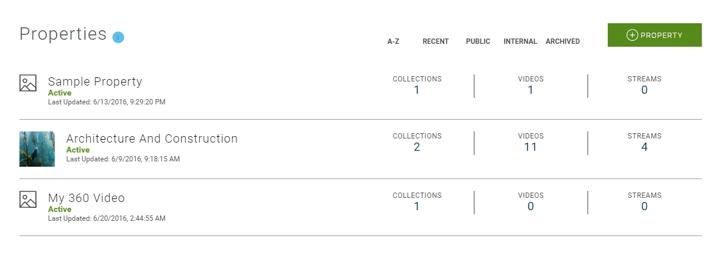 Properties
A-Z RECENT PUBLIC INTERNAL ARCHIVED
PROPERTY
Sample Property
Active
Last Updated: 6/13/2016, 9:29:20 PM
COLLECTIONS
1
VIDEOS
1
STREAMS
0
Architecture And Construction
Active
Last Updated: 6/9/2016, 9:18:15 AM
COLLECTIONS
2
VIDEOS
11
STREAMS
4
My 360 Video
Active
Last Updated: 6/20/2016, 2:44:55 AM
COLLECTIONS
1
VIDEOS
0
STREAMS
0